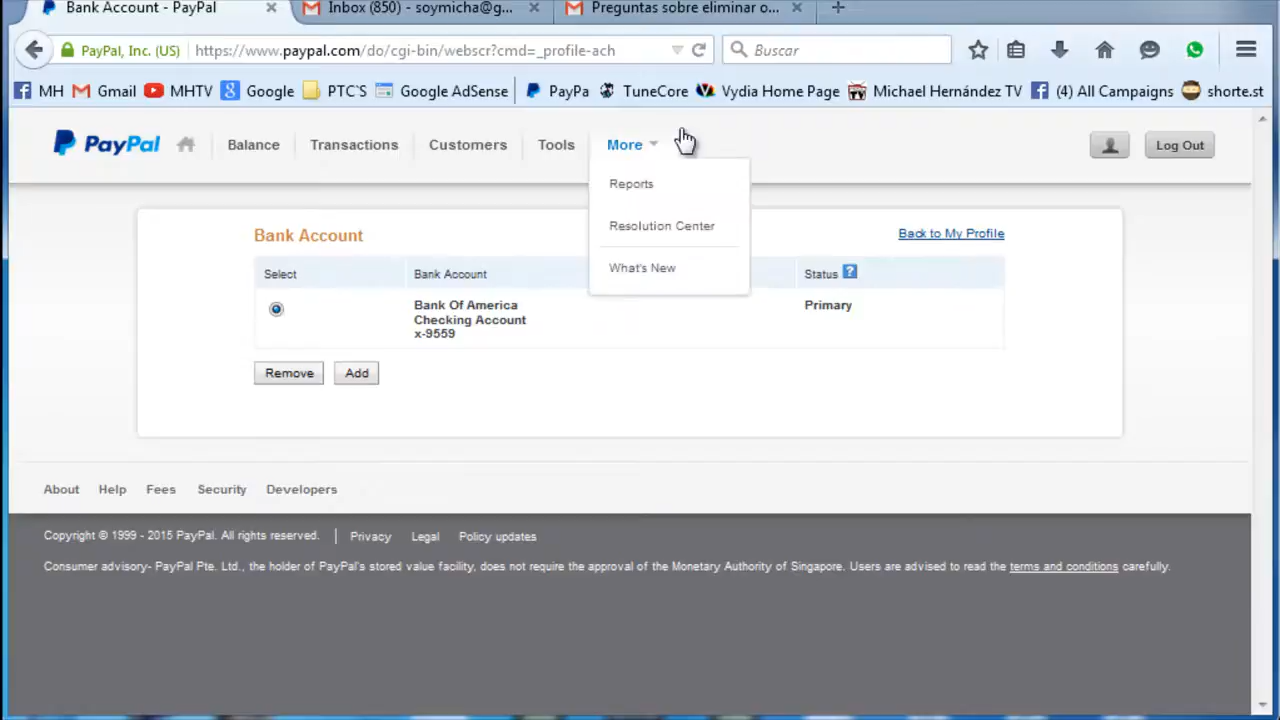 Bank Account - PayPal
Inbox (850) - soymicha@g...
Preguntas sobre eliminar o...
PayPal, Inc. (US)
https://www.paypal.com/do/cgi-bin/webscr?cmd=_profile-ach
Buscar
MH
Gmail
MHTV
Google
PTC`S
Google AdSense
PayPa
TuneCore
Vydia Home Page
Michael Hernández TV
(4) All Campaigns
shorte.st
PayPal
Balance
Transactions
Customers
Tools
More
Log Out
Reports
Resolution Center
What's New
Bank Account
Back to My Profile
Select
Bank Account
Status ?
Bank Of America
Checking Account
x-9559
Primary
Remove
Add
About
Help
Fees
Security
Developers
Copyright © 1999 - 2015 PayPal. All rights reserved.
Privacy
Legal
Policy updates
Consumer advisory- PayPal Pte. Ltd., the holder of PayPal's stored value facility, does not require the approval of the Monetary Authority of Singapore. Users are advised to read the terms and conditions carefully.